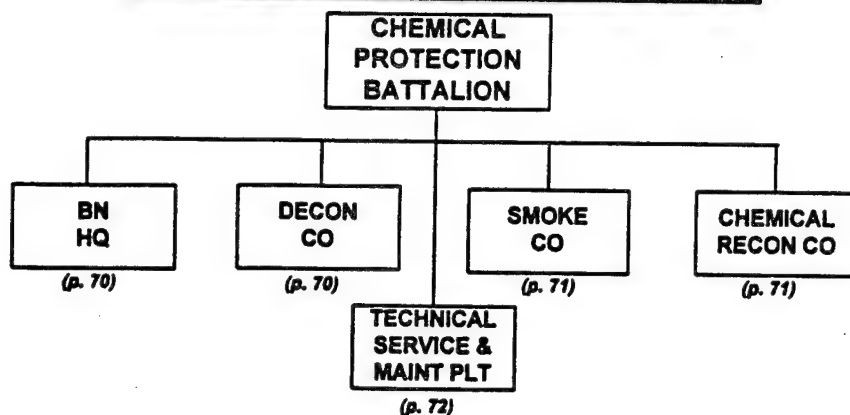 CHEMICAL
PROTECTION
BATTALION
BN
HQ
(p. 70)
DECON
CO
(p. 70)
SMOKE
CO
(p. 71)
CHEMICAL
RECON CO
(p. 71)
TECHNICAL
SERVICE &
MAINT PLT
(p. 72)